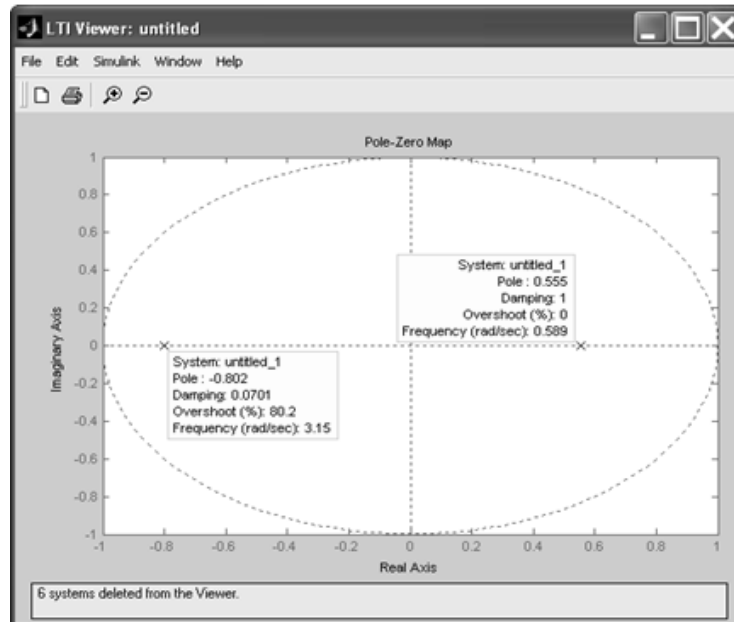 LTI Viewer: untitled
File Edit Simulink Window Help
Pole-Zero Map
1
0.8
0.6
0.4
0.2
0
-0.2
-0.4
-0.6
-0.8
-1
Imaginary Axis
System: untitled_1
Pole : 0.555
Damping: 1
Overshoot (%): 0
Frequency (rad/sec): 0.589
System: untitled_1
Pole : -0.802
Damping: 0.0701
Overshoot (%): 80.2
Frequency (rad/sec): 3.15
-1 -0.8 -0.6 -0.4 -0.2 0 0.2 0.4 0.6 0.8 1
Real Axis
6 systems deleted from the Viewer.